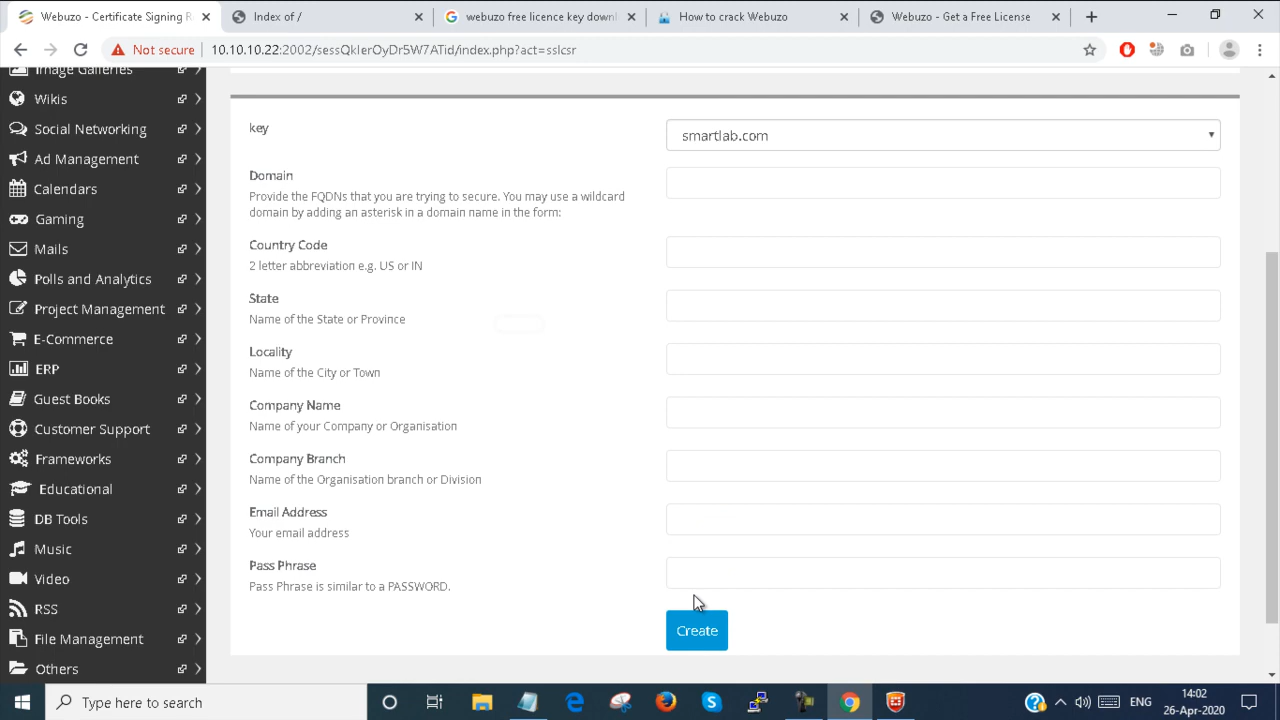 Webuzo - Certificate Signing R
Index of /
webuzo free licence key downl
How to crack Webuzo
Webuzo - Get a Free License
Not secure
10.10.10.22:2002/sessQkIerOyDr5W7ATid/index.php?act=sslcsr
Image Galleries
Wikis
Social Networking
Ad Management
Calendars
Gaming
Mails
Polls and Analytics
Project Management
E-Commerce
ERP
Guest Books
Customer Support
Frameworks
Educational
DB Tools
Music
Video
RSS
File Management
Others
key
smartlab.com
Domain
Provide the FQDNs that you are trying to secure. You may use a wildcard
domain by adding an asterisk in a domain name in the form:
Country Code
2 letter abbreviation e.g. US or IN
State
Name of the State or Province
Locality
Name of the City or Town
Company Name
Name of your Company or Organisation
Company Branch
Name of the Organisation branch or Division
Email Address
Your email address
Pass Phrase
Pass Phrase is similar to a PASSWORD.
Create
Type here to search
ENG
14:02
26-Apr-2020